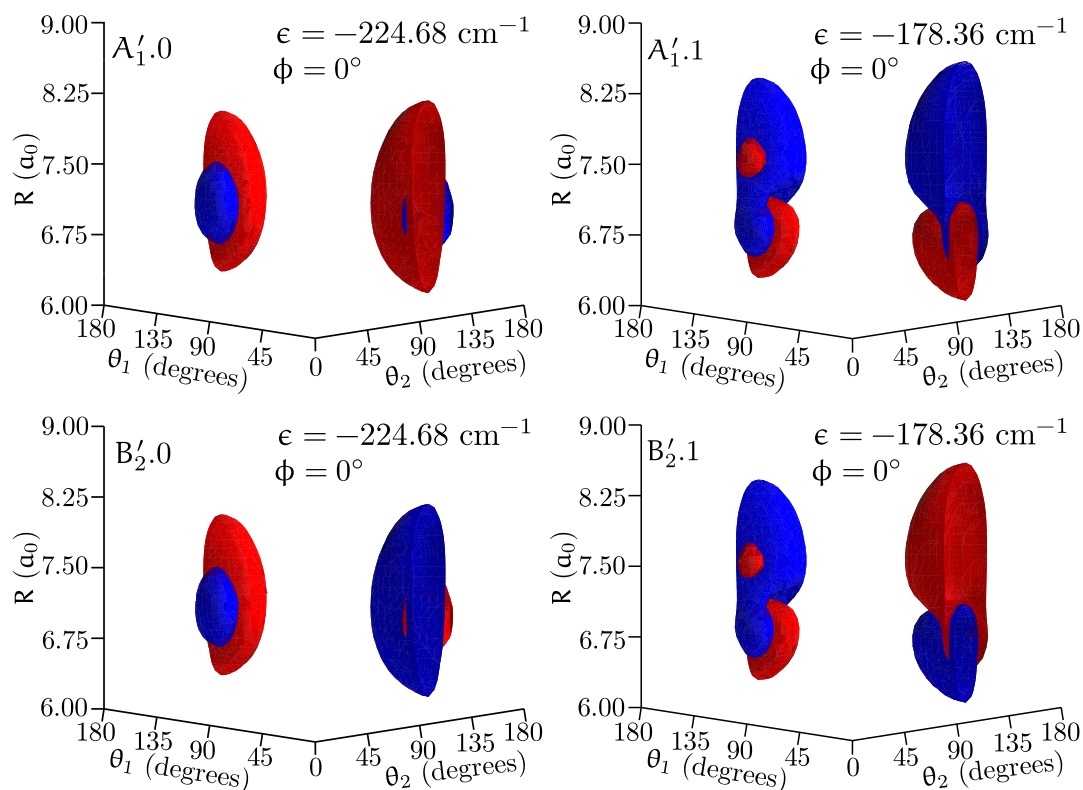 9.00
A′₁.0
ϵ = −224.68 cm⁻¹
ϕ = 0°
8.25
7.50
R (a₀)
6.75
6.00
180
135
90
45
0
45
90
135
180
θ₁ (degrees)
θ₂ (degrees)
9.00
A′₁.1
ϵ = −178.36 cm⁻¹
ϕ = 0°
8.25
7.50
R (a₀)
6.75
6.00
180
135
90
45
0
45
90
135
180
θ₁ (degrees)
θ₂ (degrees)
9.00
B′₂.0
ϵ = −224.68 cm⁻¹
ϕ = 0°
8.25
7.50
R (a₀)
6.75
6.00
180
135
90
45
0
45
90
135
180
θ₁ (degrees)
θ₂ (degrees)
9.00
B′₂.1
ϵ = −178.36 cm⁻¹
ϕ = 0°
8.25
7.50
R (a₀)
6.75
6.00
180
135
90
45
0
45
90
135
180
θ₁ (degrees)
θ₂ (degrees)